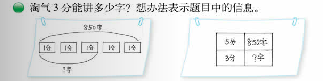 淘气3分能讲多少字？想办法表示题目中的信息。
850字
1分 1分 1分 1分 1分
?字
5分 850字
3分 ?字